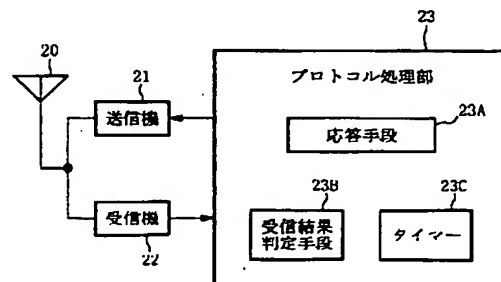 20
21
送信機
受信機
22
23
プロトコル処理部
23A
応答手段
23B
受信結果
判定手段
23C
タイマー